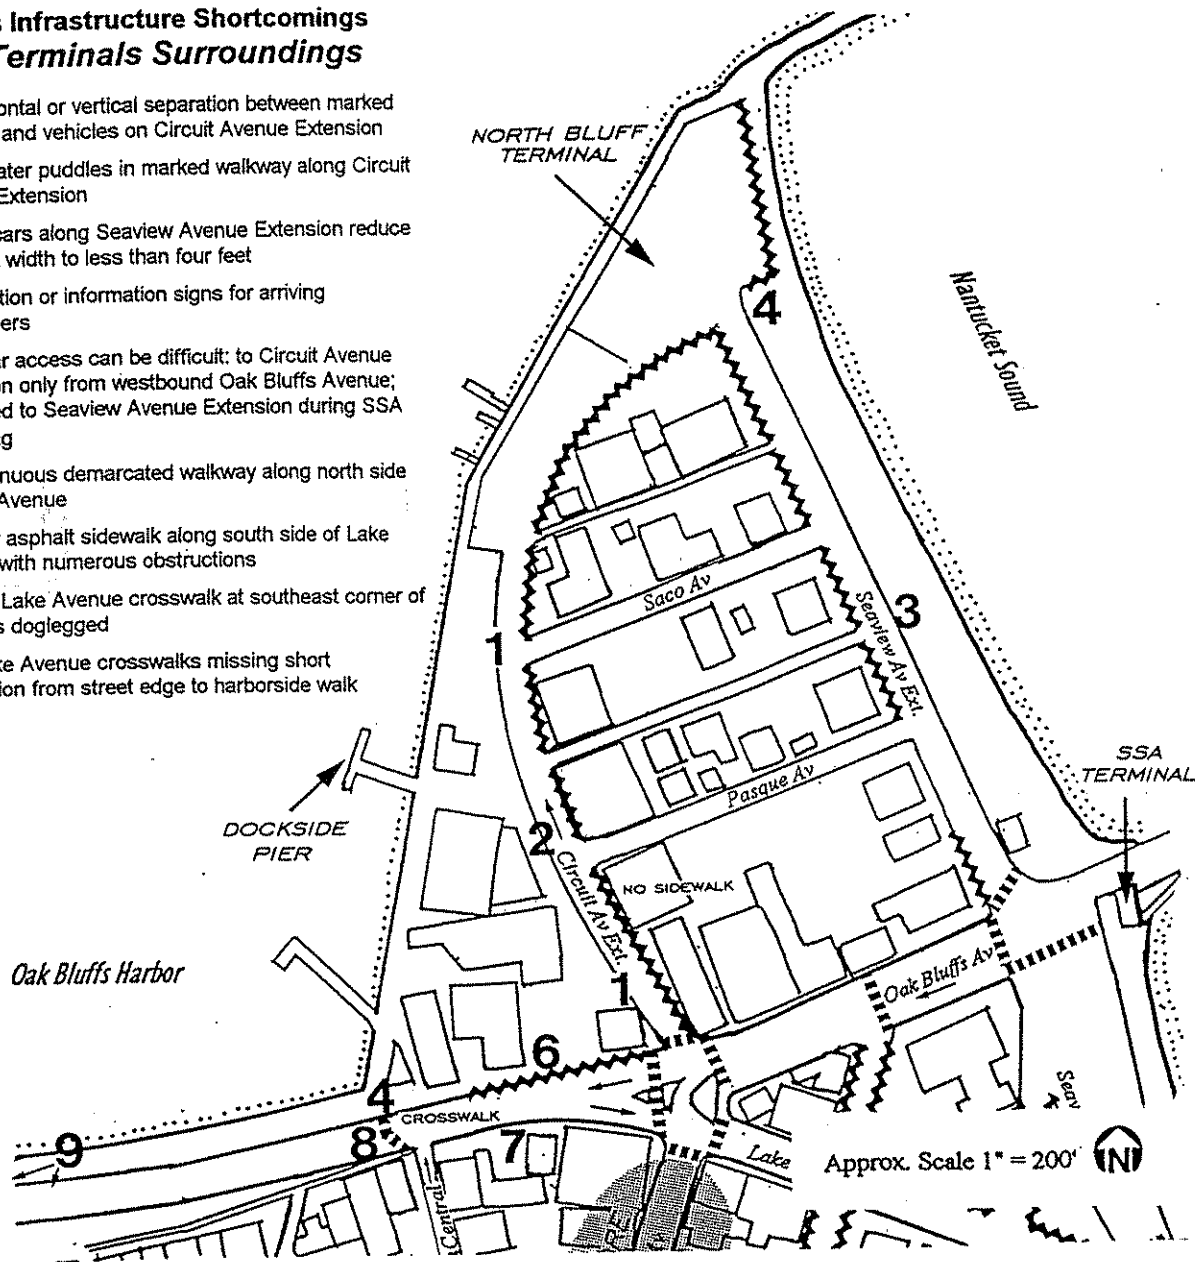 Infrastructure Shortcomings
Terminals Surroundings
ontal or vertical separation between marked
and vehicles on Circuit Avenue Extension
ater puddles in marked walkway along Circuit
Extension
cars along Seaview Avenue Extension reduce
width to less than four feet
tion or information signs for arriving
ers
r access can be difficult: to Circuit Avenue
n only from westbound Oak Bluffs Avenue;
ed to Seaview Avenue Extension during SSA
g
nuous demarcated walkway along north side
Avenue
asphalt sidewalk along south side of Lake
with numerous obstructions
Lake Avenue crosswalk at southeast corner of
s doglegged
ke Avenue crosswalks missing short
ion from street edge to harborside walk
NORTH BLUFF
TERMINAL
4
Nantucket Sound
Saco Av
Seaview Av Ext.
3
1
SSA
TERMINAL
Pasque Av
DOCKSIDE
PIER
2
Circuit Av Ext.
NO SIDEWALK
Oak Bluffs Harbor
Oak Bluffs Av
1
6
Seav
4
CROSSWALK
9
8
7
Lake
Approx. Scale 1" = 200'
N
Central